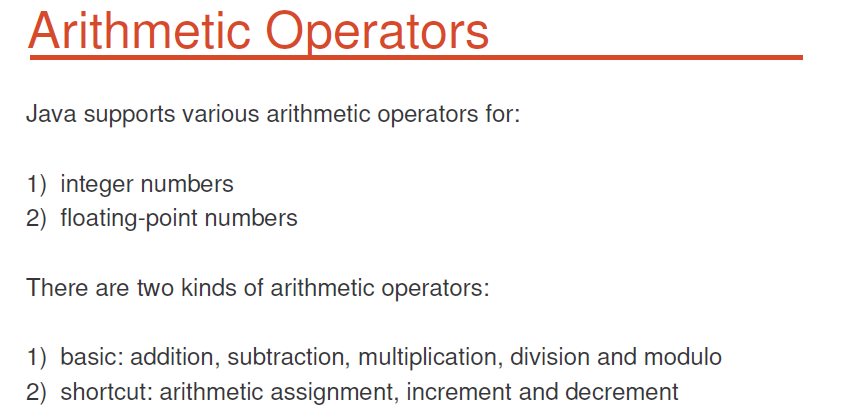 Arithmetic Operators
Java supports various arithmetic operators for:
1) integer numbers
2) floating-point numbers
There are two kinds of arithmetic operators:
1) basic: addition, subtraction, multiplication, division and modulo
2) shortcut: arithmetic assignment, increment and decrement